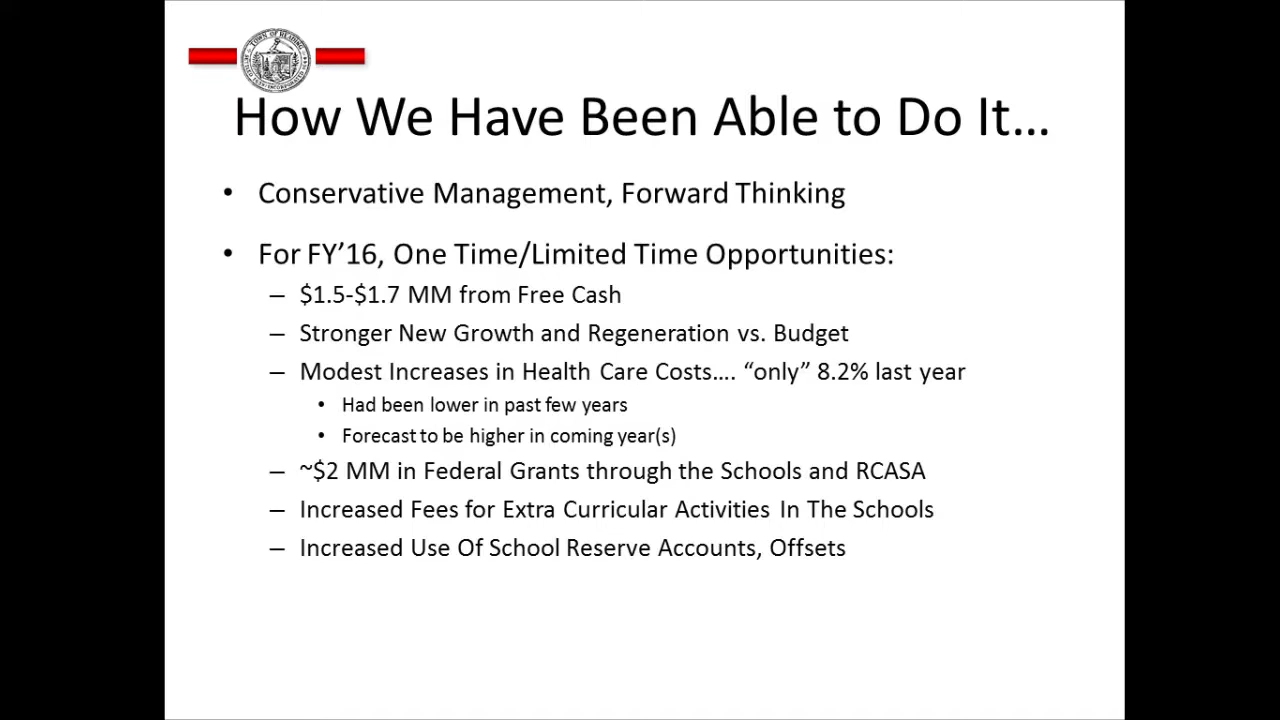 TOWN OF READING
How We Have Been Able to Do It...
• Conservative Management, Forward Thinking
• For FY’16, One Time/Limited Time Opportunities:
– $1.5-$1.7 MM from Free Cash
– Stronger New Growth and Regeneration vs. Budget
– Modest Increases in Health Care Costs…. “only” 8.2% last year
• Had been lower in past few years
• Forecast to be higher in coming year(s)
– ~$2 MM in Federal Grants through the Schools and RCASA
– Increased Fees for Extra Curricular Activities In The Schools
– Increased Use Of School Reserve Accounts, Offsets